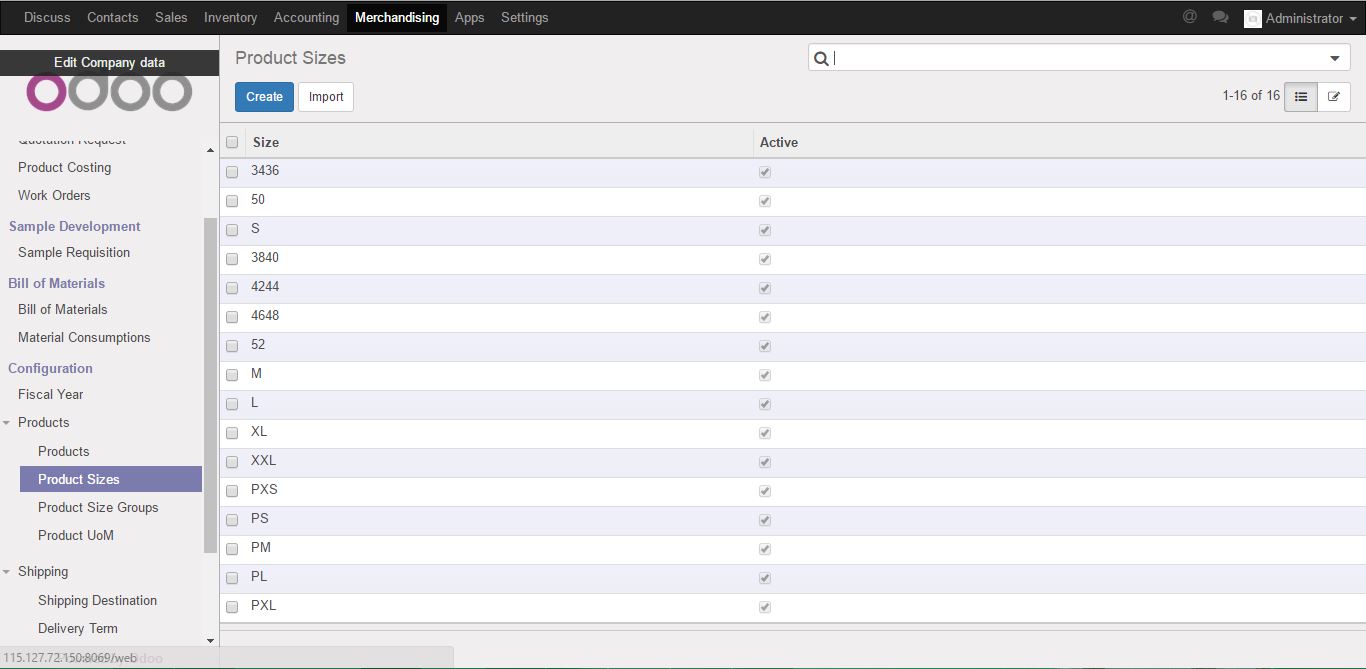 Discuss Contacts Sales Inventory Accounting Merchandising Apps Settings @ Administrator
Edit Company data
odoo
Quotation Request
Product Costing
Work Orders
Sample Development
Sample Requisition
Bill of Materials
Bill of Materials
Material Consumptions
Configuration
Fiscal Year
Products
Products
Product Sizes
Product Size Groups
Product UoM
Shipping
Shipping Destination
Delivery Term
115.127.72.150:8069/web
Odoo
Product Sizes
Create Import 1-16 of 16
Size Active
3436
50
S
3840
4244
4648
52
M
L
XL
XXL
PXS
PS
PM
PL
PXL